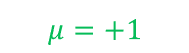 μ = +1